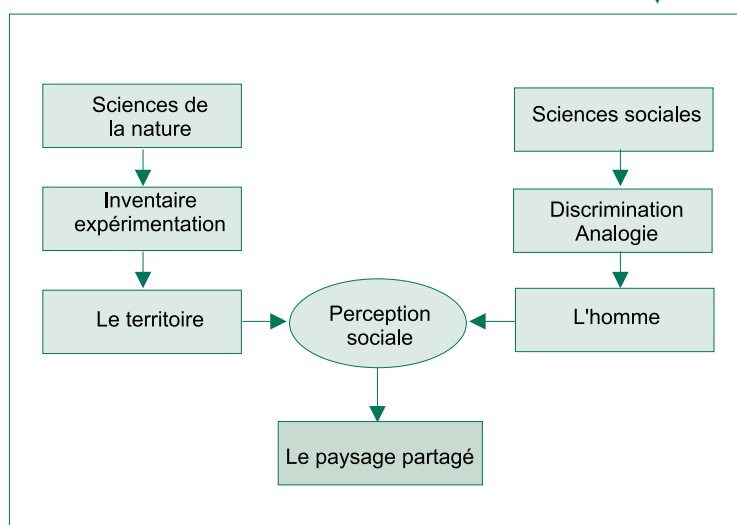 Sciences de
la nature
Sciences sociales
Inventaire
expérimentation
Discrimination
Analogie
Le territoire
Perception
sociale
L'homme
Le paysage partagé